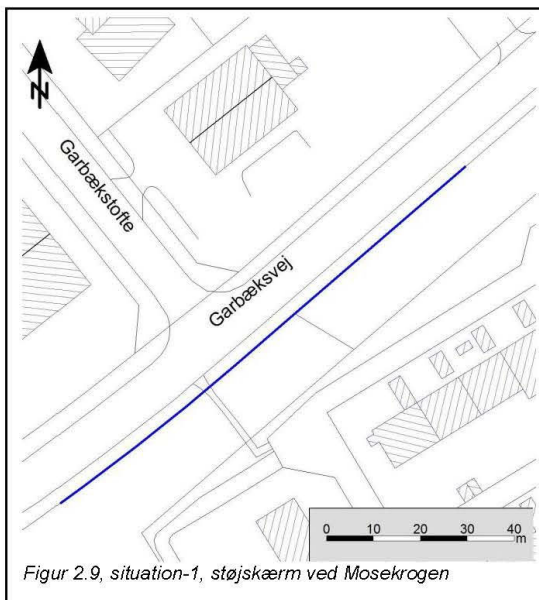 N
Garbækstofte
Garbæksvej
0 10 20 30 40
m
Figur 2.9, situation-1, støjskærm ved Mosekrogen